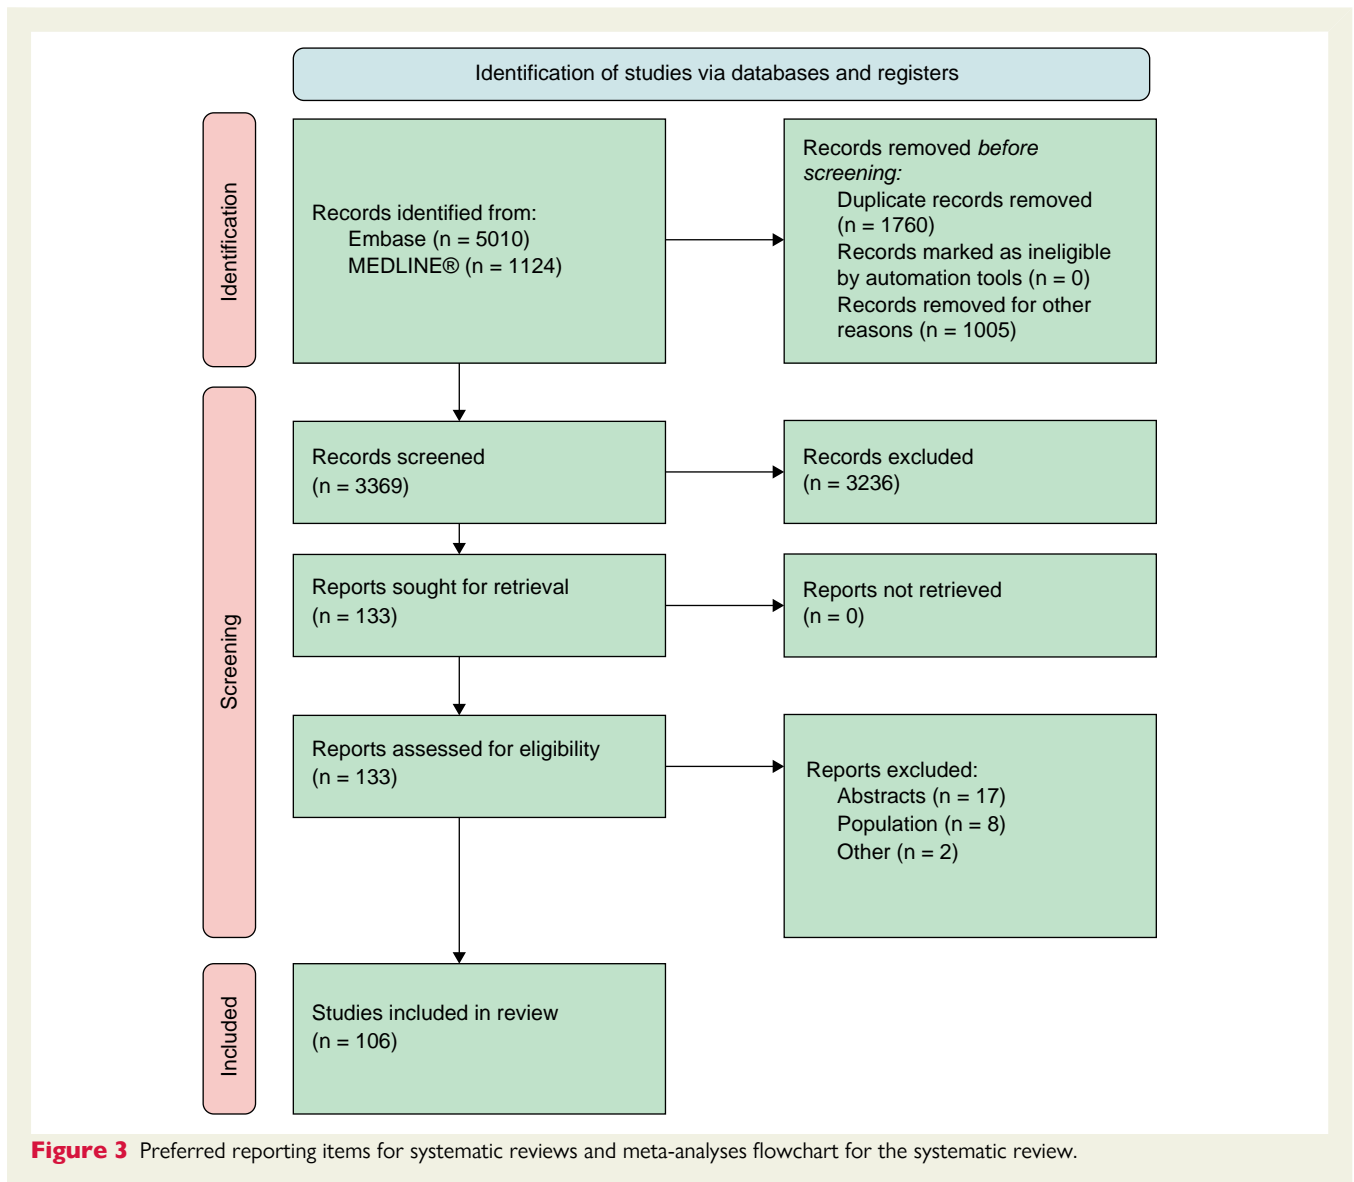 Identification of studies via databases and registers
Identification
Records identified from:
Embase (n = 5010)
MEDLINE® (n = 1124)
Records removed before
screening:
Duplicate records removed
(n = 1760)
Records marked as ineligible
by automation tools (n = 0)
Records removed for other
reasons (n = 1005)
Screening
Records screened
(n = 3369)
Records excluded
(n = 3236)
Reports sought for retrieval
(n = 133)
Reports not retrieved
(n = 0)
Reports assessed for eligibility
(n = 133)
Reports excluded:
Abstracts (n = 17)
Population (n = 8)
Other (n = 2)
Included
Studies included in review
(n = 106)
Figure 3 Preferred reporting items for systematic reviews and meta-analyses flowchart for the systematic review.